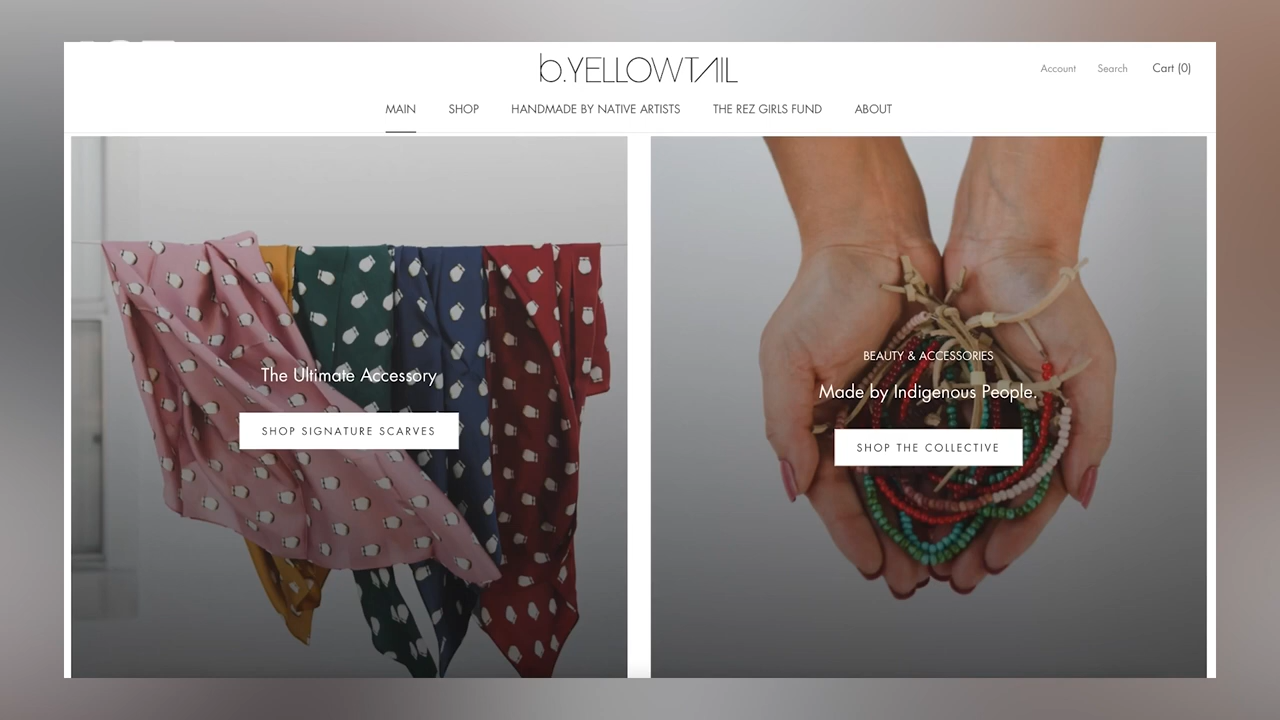 b.YELLOWTAIL
Account Search Cart (0)
MAIN SHOP HANDMADE BY NATIVE ARTISTS THE REZ GIRLS FUND ABOUT
The Ultimate Accessory
SHOP SIGNATURE SCARVES
BEAUTY & ACCESSORIES
Made by Indigenous People.
SHOP THE COLLECTIVE